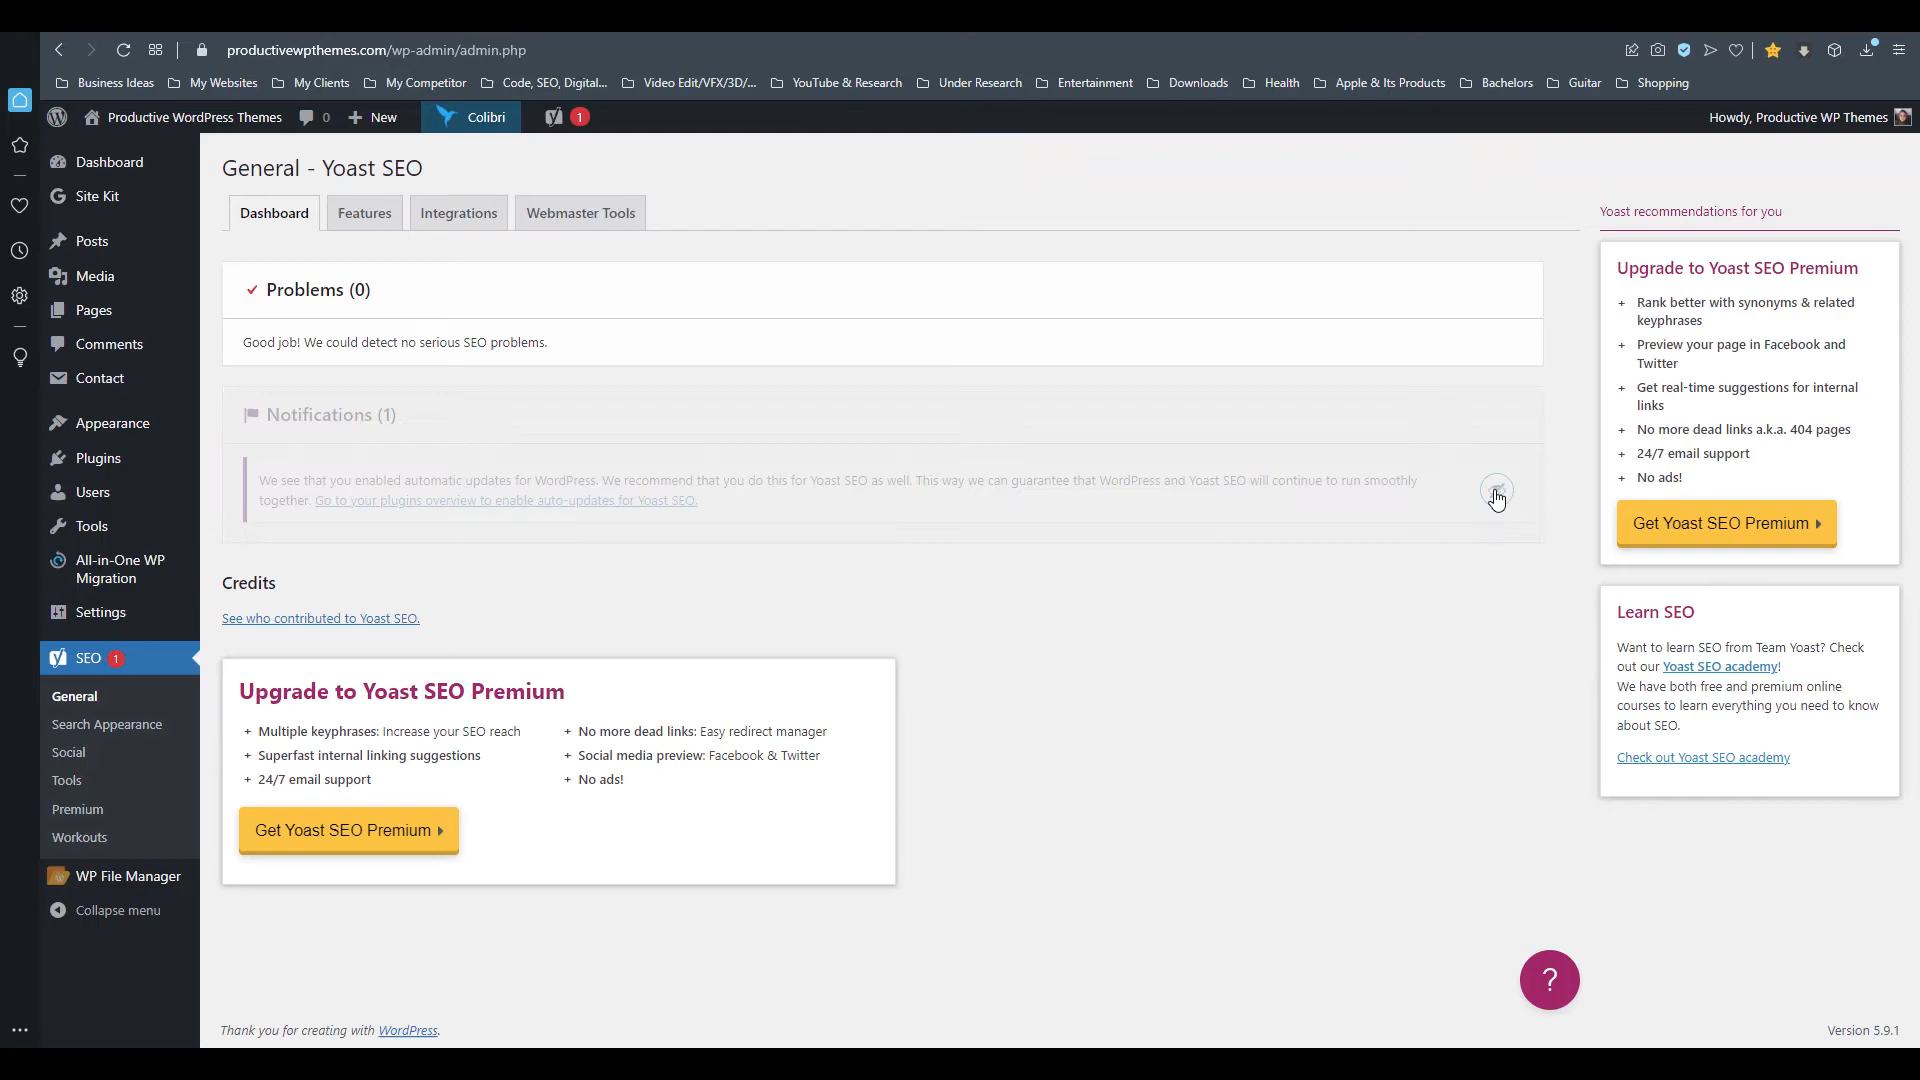 productivewpthemes.com/wp-admin/admin.php
Business Ideas My Websites My Clients My Competitor Code, SEO, Digital... Video Edit/VFX/3D/... YouTube & Research Under Research Entertainment Downloads Health Apple & Its Products Bachelors Guitar Shopping
Productive WordPress Themes 0 New Colibri 1 Howdy, Productive WP Themes
Dashboard
Site Kit
Posts
Media
Pages
Comments
Contact
Appearance
Plugins
Users
Tools
All-in-One WP
Migration
Settings
SEO 1
General
Search Appearance
Social
Tools
Premium
Workouts
WP File Manager
Collapse menu
General - Yoast SEO
Dashboard Features Integrations Webmaster Tools
Problems (0)
Good job! We could detect no serious SEO problems.
Notifications (1)
We see that you enabled automatic updates for WordPress. We recommend that you do this for Yoast SEO as well. This way we can guarantee that WordPress and Yoast SEO will continue to run smoothly
together. Go to your plugins overview to enable auto-updates for Yoast SEO.
Credits
See who contributed to Yoast SEO.
Upgrade to Yoast SEO Premium
+ Multiple keyphrases: Increase your SEO reach
+ Superfast internal linking suggestions
+ 24/7 email support
+ No more dead links: Easy redirect manager
+ Social media preview: Facebook & Twitter
+ No ads!
Get Yoast SEO Premium
Yoast recommendations for you
Upgrade to Yoast SEO Premium
+ Rank better with synonyms & related
keyphrases
+ Preview your page in Facebook and
Twitter
+ Get real-time suggestions for internal
links
+ No more dead links a.k.a. 404 pages
+ 24/7 email support
+ No ads!
Get Yoast SEO Premium
Learn SEO
Want to learn SEO from Team Yoast? Check
out our Yoast SEO academy!
We have both free and premium online
courses to learn everything you need to know
about SEO.
Check out Yoast SEO academy
?
Thank you for creating with WordPress.
Version 5.9.1